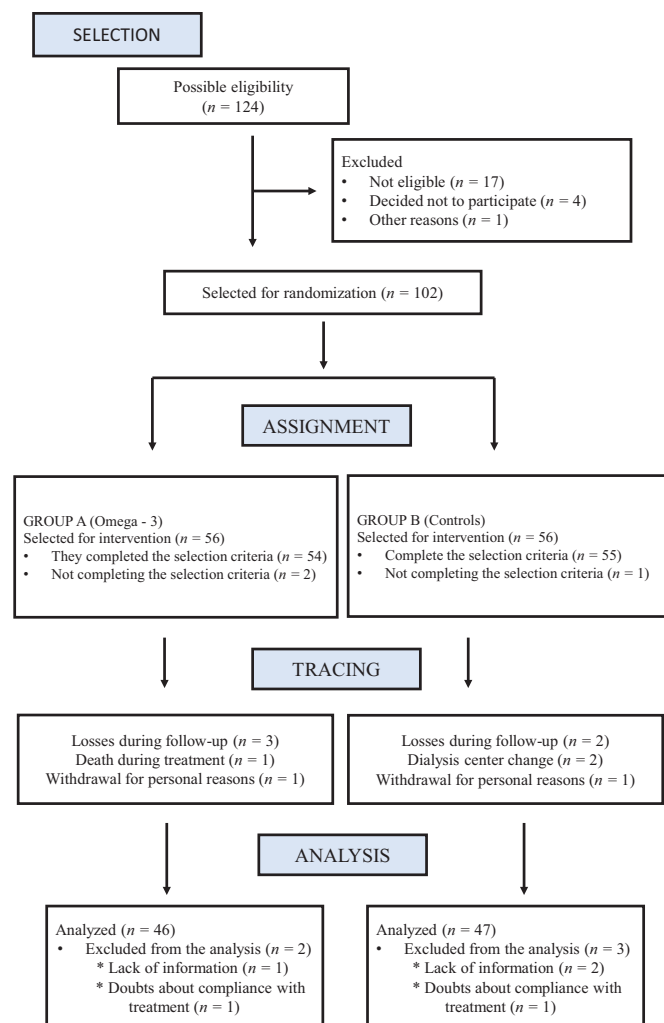 SELECTION
Possible eligibility
(n = 124)
Excluded
• Not eligible (n = 17)
• Decided not to participate (n = 4)
• Other reasons (n = 1)
Selected for randomization (n = 102)
ASSIGNMENT
GROUP A (Omega - 3)
Selected for intervention (n = 56)
• They completed the selection criteria (n = 54)
• Not completing the selection criteria (n = 2)
GROUP B (Controls)
Selected for intervention (n = 56)
• Complete the selection criteria (n = 55)
• Not completing the selection criteria (n = 1)
TRACING
Losses during follow-up (n = 3)
Death during treatment (n = 1)
Withdrawal for personal reasons (n = 1)
Losses during follow-up (n = 2)
Dialysis center change (n = 2)
Withdrawal for personal reasons (n = 1)
ANALYSIS
Analyzed (n = 46)
• Excluded from the analysis (n = 2)
* Lack of information (n = 1)
* Doubts about compliance with
treatment (n = 1)
Analyzed (n = 47)
• Excluded from the analysis (n = 3)
* Lack of information (n = 2)
* Doubts about compliance with
treatment (n = 1)